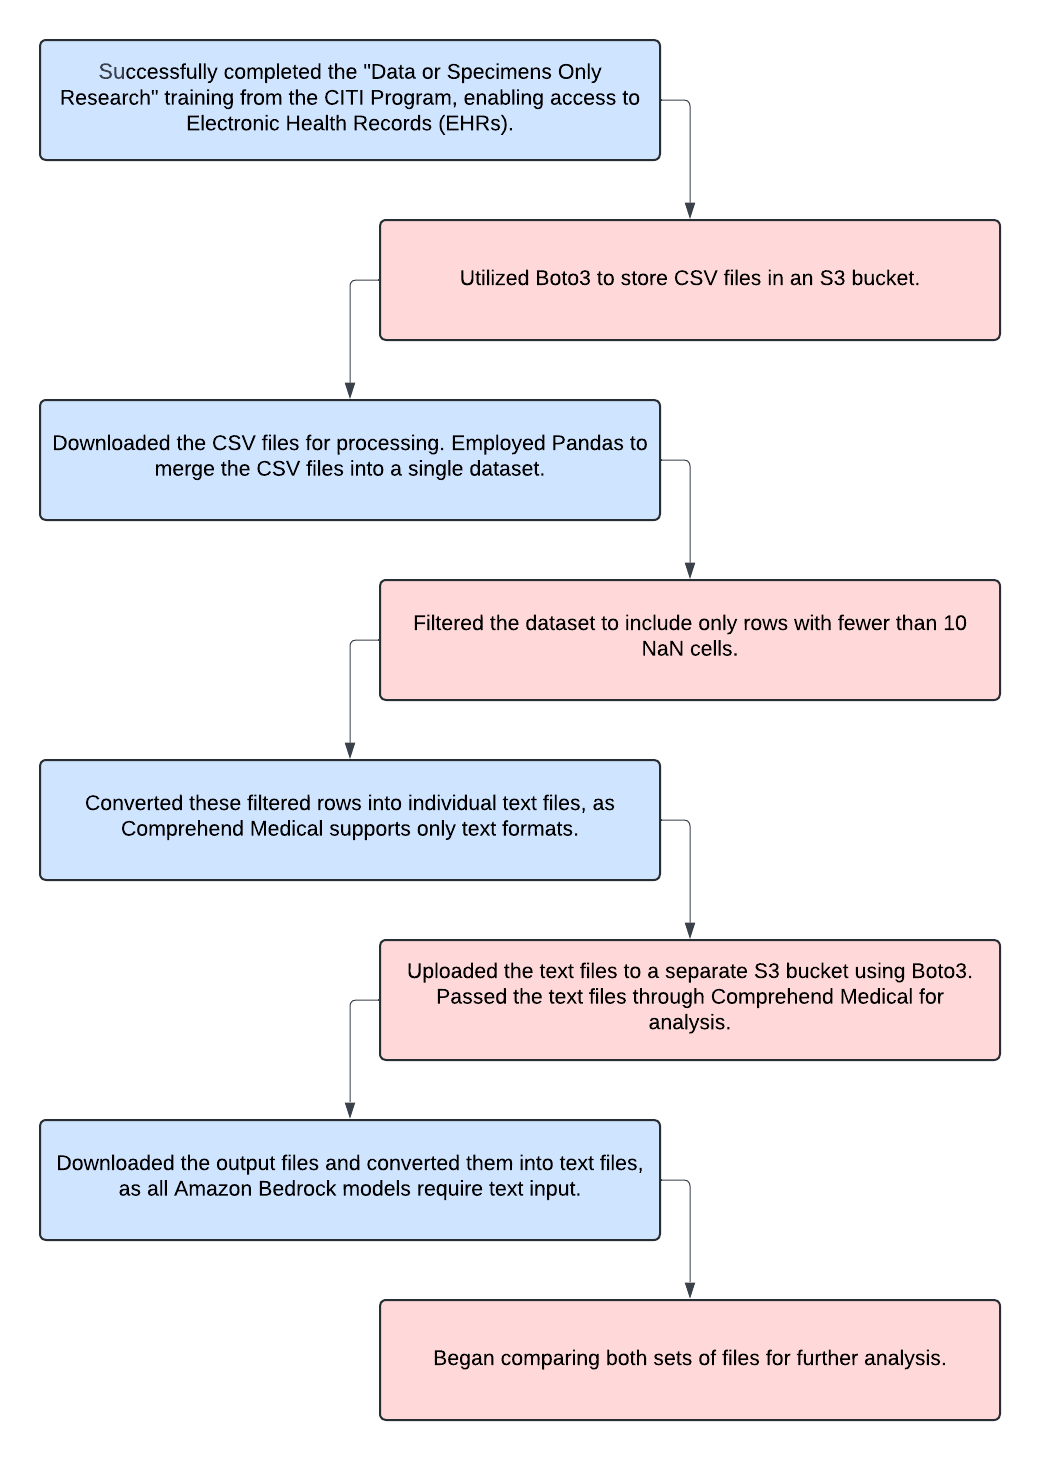 Successfully completed the "Data or Specimens Only
Research" training from the CITI Program, enabling access to
Electronic Health Records (EHRs).
Utilized Boto3 to store CSV files in an S3 bucket.
Downloaded the CSV files for processing. Employed Pandas to
merge the CSV files into a single dataset.
Filtered the dataset to include only rows with fewer than 10
NaN cells.
Converted these filtered rows into individual text files, as
Comprehend Medical supports only text formats.
Uploaded the text files to a separate S3 bucket using Boto3.
Passed the text files through Comprehend Medical for
analysis.
Downloaded the output files and converted them into text files,
as all Amazon Bedrock models require text input.
Began comparing both sets of files for further analysis.